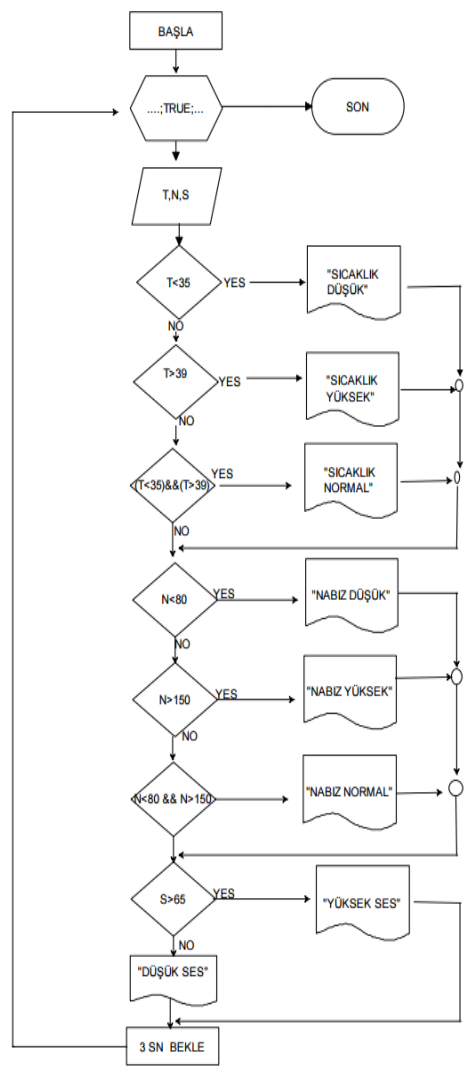 BAŞLA
....;TRUE;...
SON
T,N,S
T<35
YES
"SICAKLIK
DÜŞÜK"
NO
T>39
YES
"SICAKLIK
YÜKSEK"
NO
(T<35)&&(T>39)
YES
"SICAKLIK
NORMAL"
NO
N<80
YES
"NABIZ DÜŞÜK"
NO
N>150
YES
"NABIZ YÜKSEK"
NO
N<80 && N>150
"NABIZ NORMAL"
S>65
YES
"YÜKSEK SES"
NO
"DÜŞÜK SES"
3 SN BEKLE